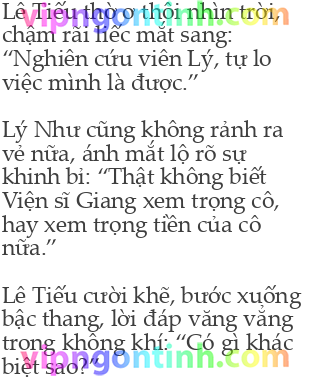 vipngontinh.com
Lê Tiếu thờ ơ thổi nhìn trời,
chậm rãi liếc mắt sang:
“Nghiên cứu viên Lý, tự lo
việc mình là được.”
Lý Như cũng không rảnh ra
vẻ nữa, ánh mắt lộ rõ sự
khinh bỉ: “Thật không biết
Viện sĩ Giang xem trọng cô,
hay xem trọng tiền của cô
nữa.”
Lê Tiếu cười khẽ, bước xuống
bậc thang, lời đáp văng vẳng
trong không khí: “Có gì khác
vipngontinh.com
biệt sao?”